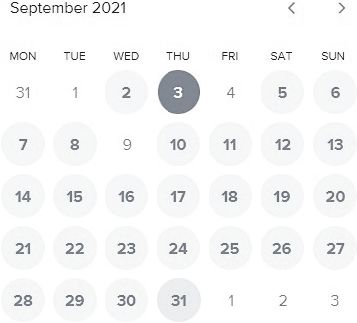 September 2021
MON TUE WED THU FRI SAT SUN
31 1 2 3 4 5 6
7 8 9 10 11 12 13
14 15 16 17 18 19 20
21 22 23 24 25 26 27
28 29 30 31 1 2 3